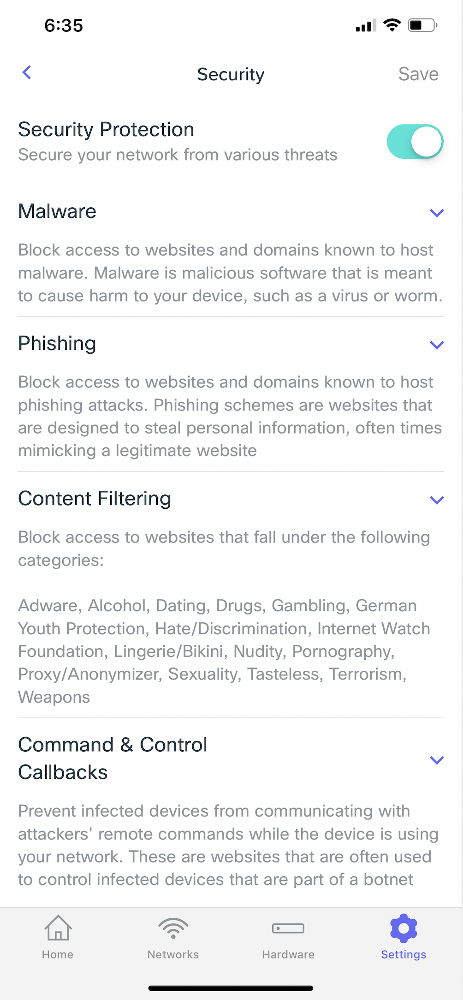 6:35
Security
Save
Security Protection
Secure your network from various threats
Malware
Block access to websites and domains known to host
malware. Malware is malicious software that is meant
to cause harm to your device, such as a virus or worm.
Phishing
Block access to websites and domains known to host
phishing attacks. Phishing schemes are websites that
are designed to steal personal information, often times
mimicking a legitimate website
Content Filtering
Block access to websites that fall under the following
categories:
Adware, Alcohol, Dating, Drugs, Gambling, German
Youth Protection, Hate/Discrimination, Internet Watch
Foundation, Lingerie/Bikini, Nudity, Pornography,
Proxy/Anonymizer, Sexuality, Tasteless, Terrorism,
Weapons
Command & Control
Callbacks
Prevent infected devices from communicating with
attackers' remote commands while the device is using
your network. These are websites that are often used
to control infected devices that are part of a botnet
Home
Networks
Hardware
Settings